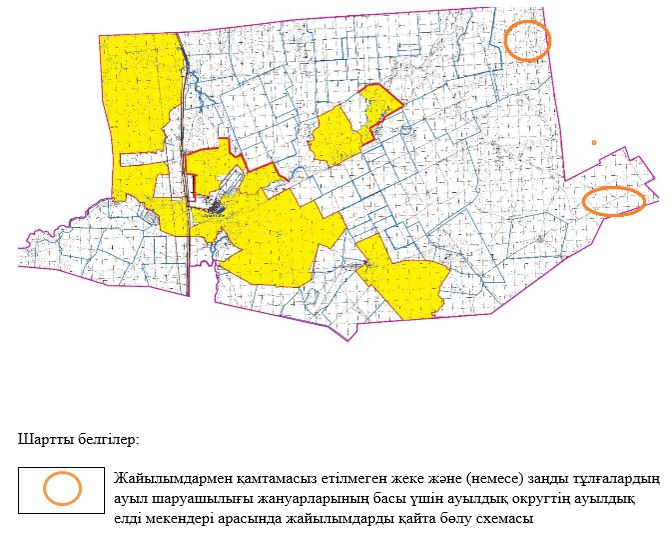 Шартты белгілер:
Жайылымдармен қамтамасыз етілмеген жеке және (немесе) заңды тұлғалардың
ауыл шаруашылығы жануарларының басы үшін ауылдық округтің ауылдық
елді мекендері арасында жайылымдарды қайта бөлу схемасы